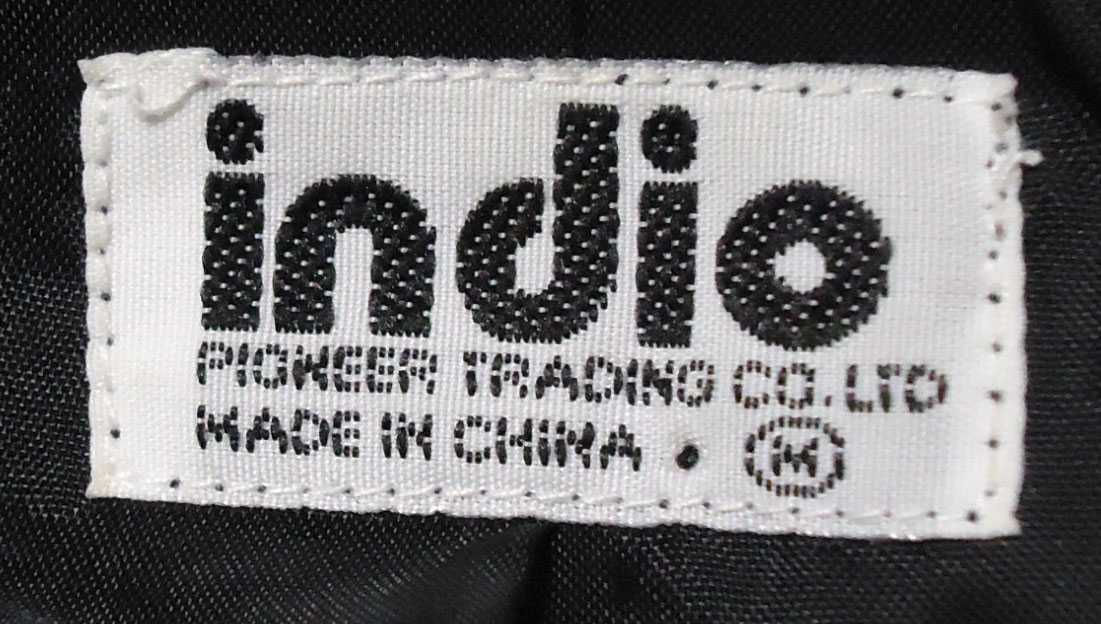 indio
PIONEER TRADING CO.LTD
MADE IN CHINA . Ⓜ